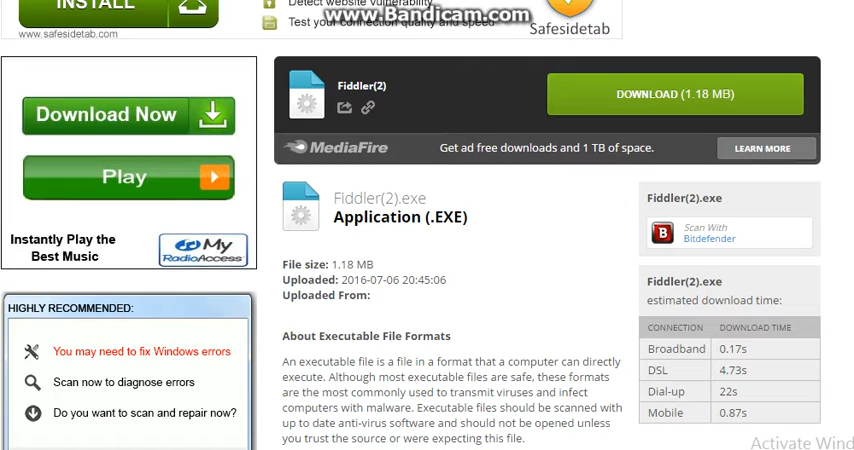 INSTALL
Detect website vulnerability
Test your connection quality and speed
www.Bandicam.com
Safesidetab
www.safesidetab.com
Download Now
Play
Instantly Play the
Best Music
My
RadioAccess
HIGHLY RECOMMENDED:
You may need to fix Windows errors
Scan now to diagnose errors
Do you want to scan and repair now?
Fiddler(2)
DOWNLOAD (1.18 MB)
MediaFire
Get ad free downloads and 1 TB of space.
LEARN MORE
Fiddler(2).exe
Application (.EXE)
File size: 1.18 MB
Uploaded: 2016-07-06 20:45:06
Uploaded From:
About Executable File Formats
An executable file is a file in a format that a computer can directly
execute. Although most executable files are safe, these formats
are the most commonly used to transmit viruses and infect
computers with malware. Executable files should be scanned with
up to date anti-virus software and should not be opened unless
you trust the source or were expecting this file.
Fiddler(2).exe
B
Scan With
Bitdefender
Fiddler(2).exe
estimated download time:
CONNECTION DOWNLOAD TIME
Broadband 0.17s
DSL 4.73s
Dial-up 22s
Mobile 0.87s
Activate Wind